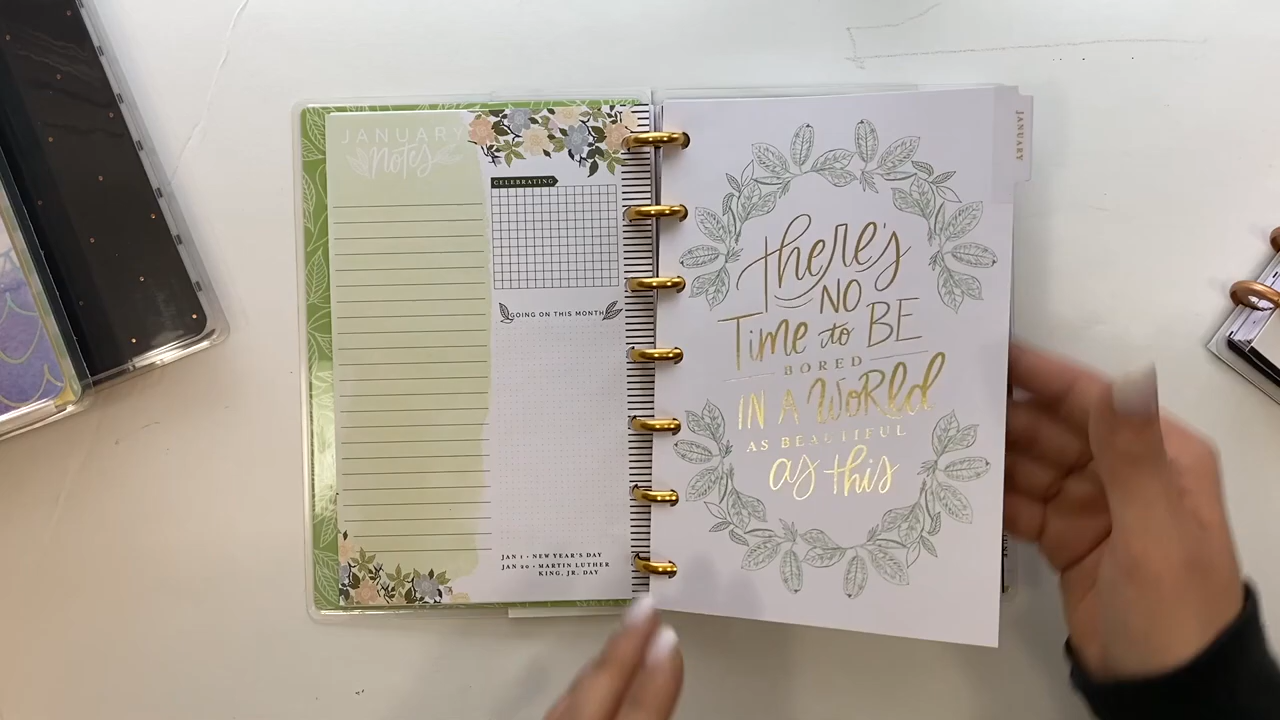 JANUARY
Notes
CELEBRATING
GOING ON THIS MONTH
JAN 1 • NEW YEAR'S DAY
JAN 20 • MARTIN LUTHER
KING, JR. DAY
there's
NO
Time to BE
BORED
IN A WORLD
AS BEAUTIFUL
as this
JANUARY